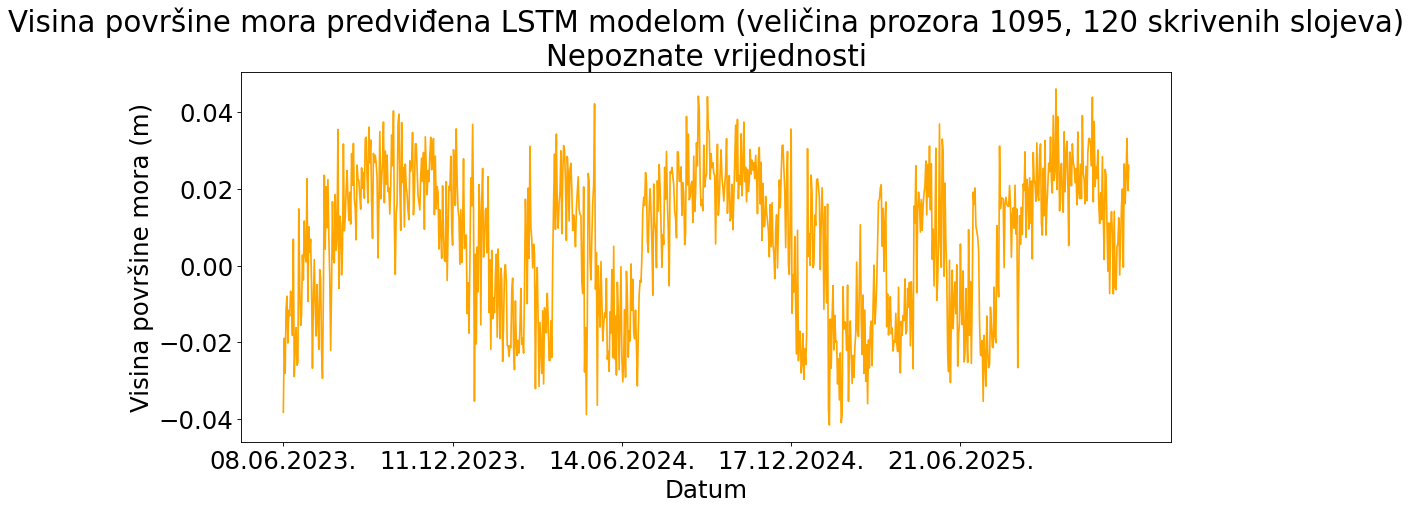 Visina površine mora predviđena LSTM modelom (veličina prozora 1095, 120 skrivenih slojeva)
Nepoznate vrijednosti
Visina površine mora (m)
0.04
0.02
0.00
−0.02
−0.04
08.06.2023. 11.12.2023. 14.06.2024. 17.12.2024. 21.06.2025.
Datum